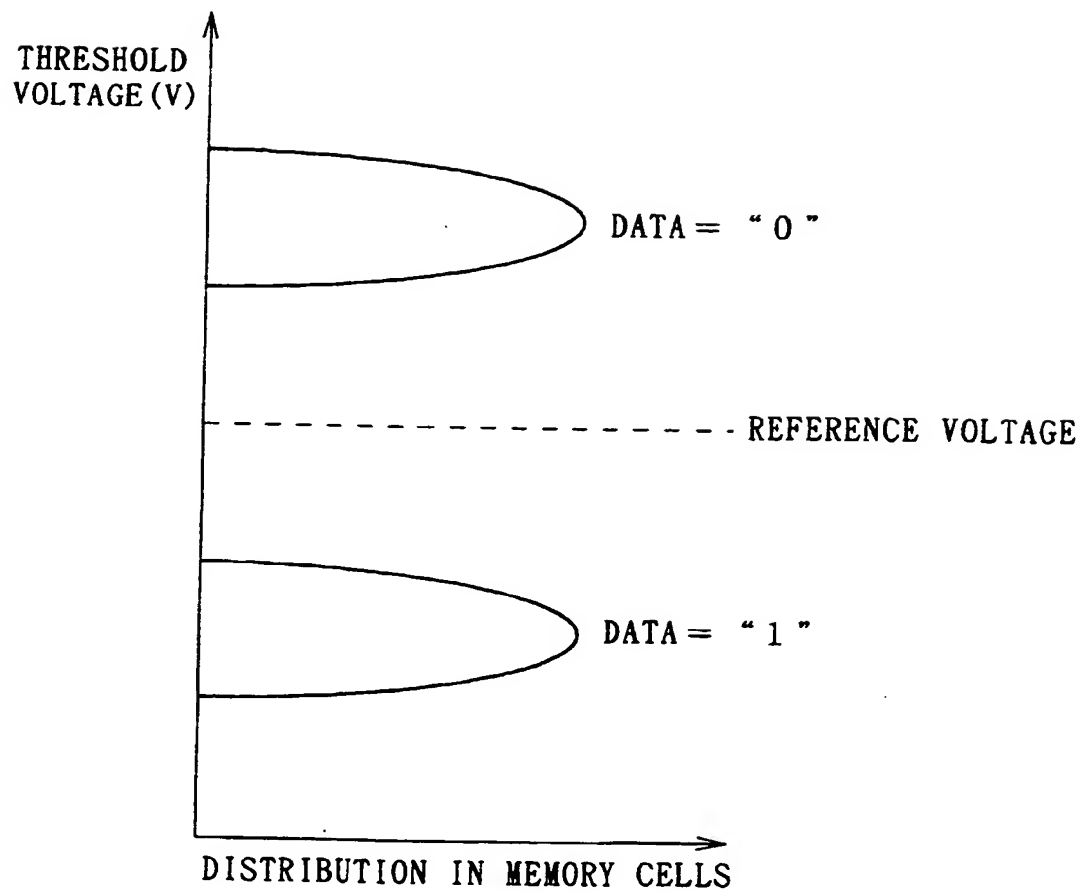 THRESHOLD
VOLTAGE(V)
DATA = “0”
REFERENCE VOLTAGE
DATA = “1”
DISTRIBUTION IN MEMORY CELLS